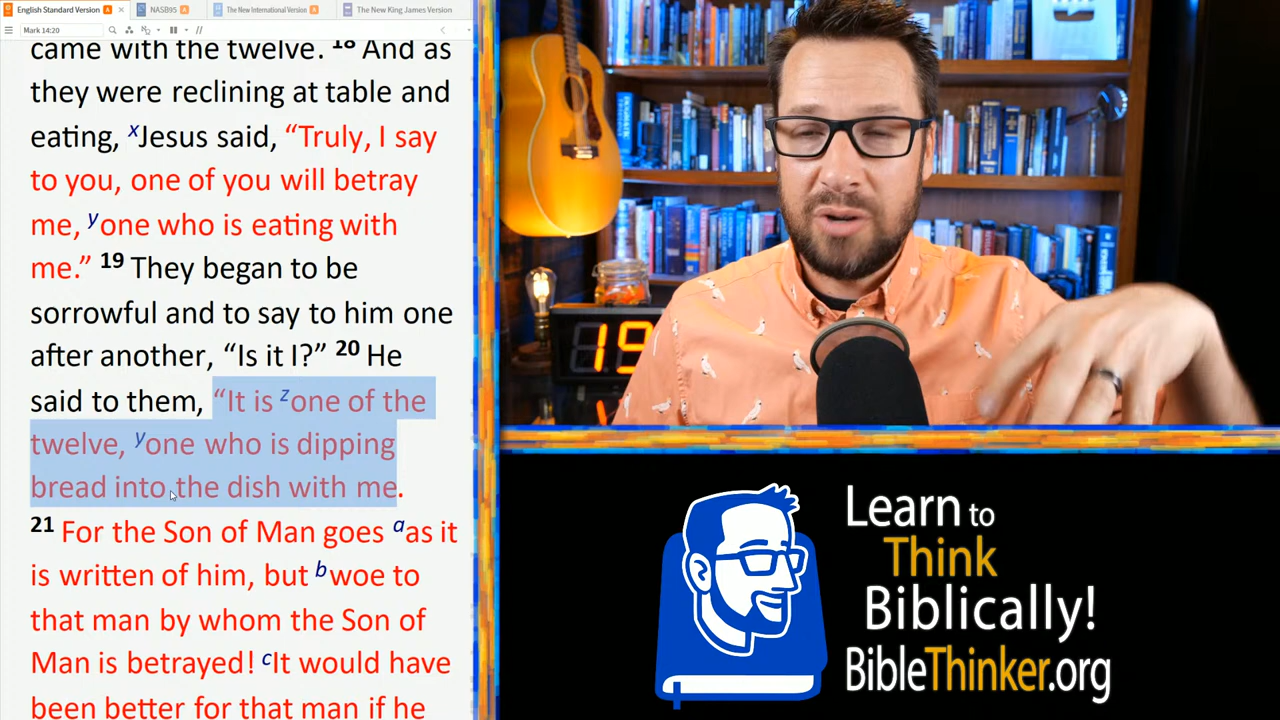 English Standard Version A
NASB95 A
The New International Version A
The New King James Version
Mark 14:20
came with the twelve. 18 And as
they were reclining at table and
eating, xJesus said, “Truly, I say
to you, one of you will betray
me, yone who is eating with
me.” 19 They began to be
sorrowful and to say to him one
after another, “Is it I?” 20 He
said to them, “It is zone of the
twelve, yone who is dipping
bread into the dish with me.
21 For the Son of Man goes aas it
is written of him, but bwoe to
that man by whom the Son of
Man is betrayed! cIt would have
been better for that man if he
19
Learn to
Think
Biblically!
BibleThinker.org